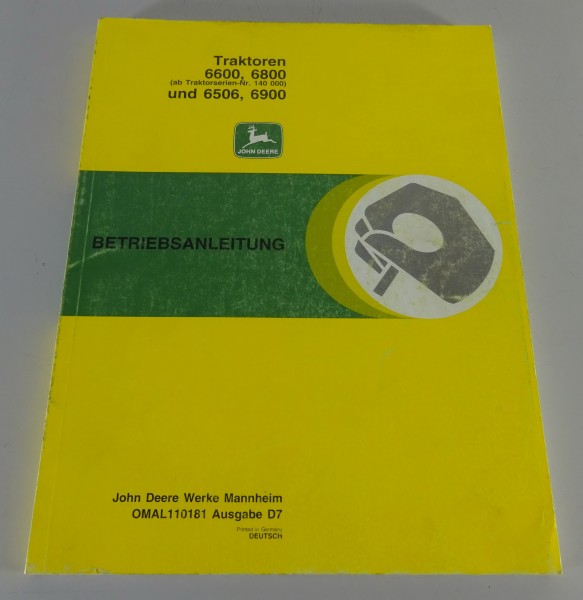 Traktoren
6600, 6800
(ab Traktorserien-Nr. 140 000)
und 6506, 6900
JOHN DEERE
BETRIEBSANLEITUNG
John Deere Werke Mannheim
OMAL110181 Ausgabe D7
Printed in Germany
DEUTSCH